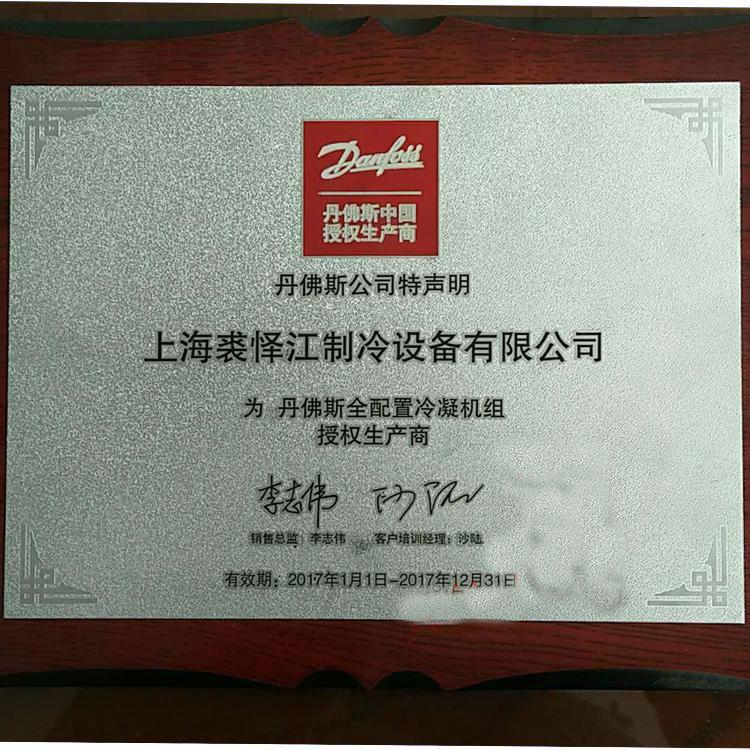 Danfoss
丹佛斯中国
授权生产商
丹佛斯公司特声明
上海裘怿江制冷设备有限公司
为 丹佛斯全配置冷凝机组
授权生产商
李志伟 沙陆
销售总监：李志伟 客户培训经理：沙陆
有效期：2017年1月1日-2017年12月31日